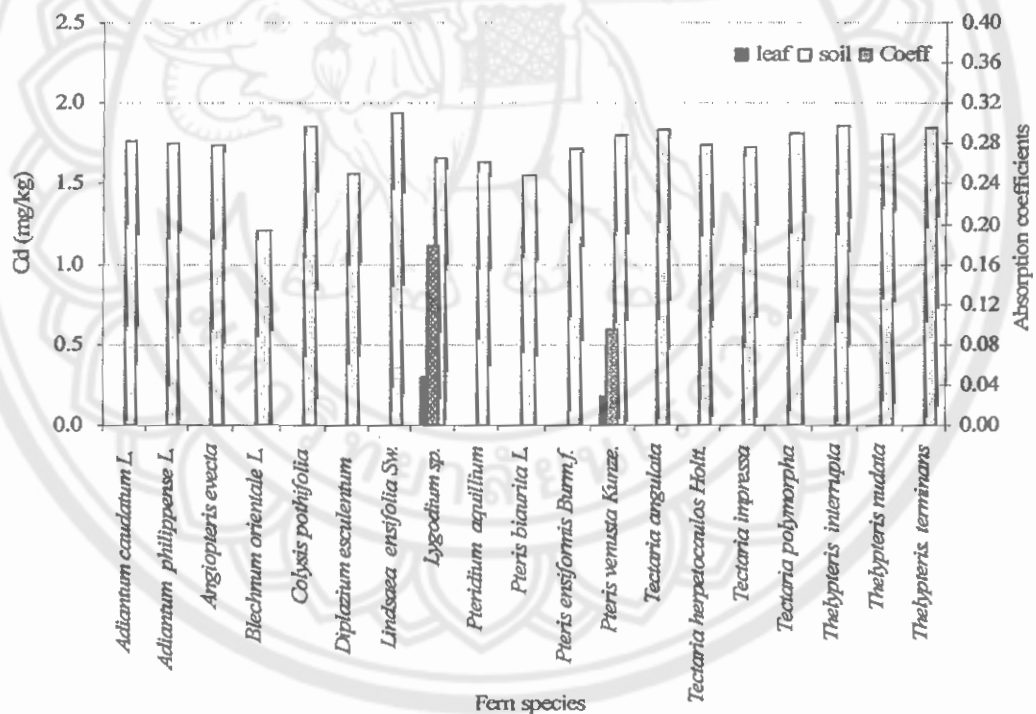 2.5
2.0
1.5
1.0
0.5
0.0
Cd (mg/kg)
leaf soil Coeff
0.40
0.36
0.32
0.28
0.24
0.20
0.16
0.12
0.08
0.04
0.00
Absorption coefficients
Adiantum caudatum L.
Adiantum philippense L.
Angiopteris evecta
Blechnum orientale L.
Colysis pothifolia
Diplazium esculentum
Lindsaea ensifolia Sw.
Lygodium sp.
Pteridium aquilium
Pteris biaurita L.
Pteris ensiformis Burm.f.
Pteris venusta Kunze.
Tectaria angulata
Tectaria herpetocaulos Holtt.
Tectaria impressa
Tectaria polymorpha
Thelypteris interrupta
Thelypteris nudata
Thelypteris. terminans
Fern species